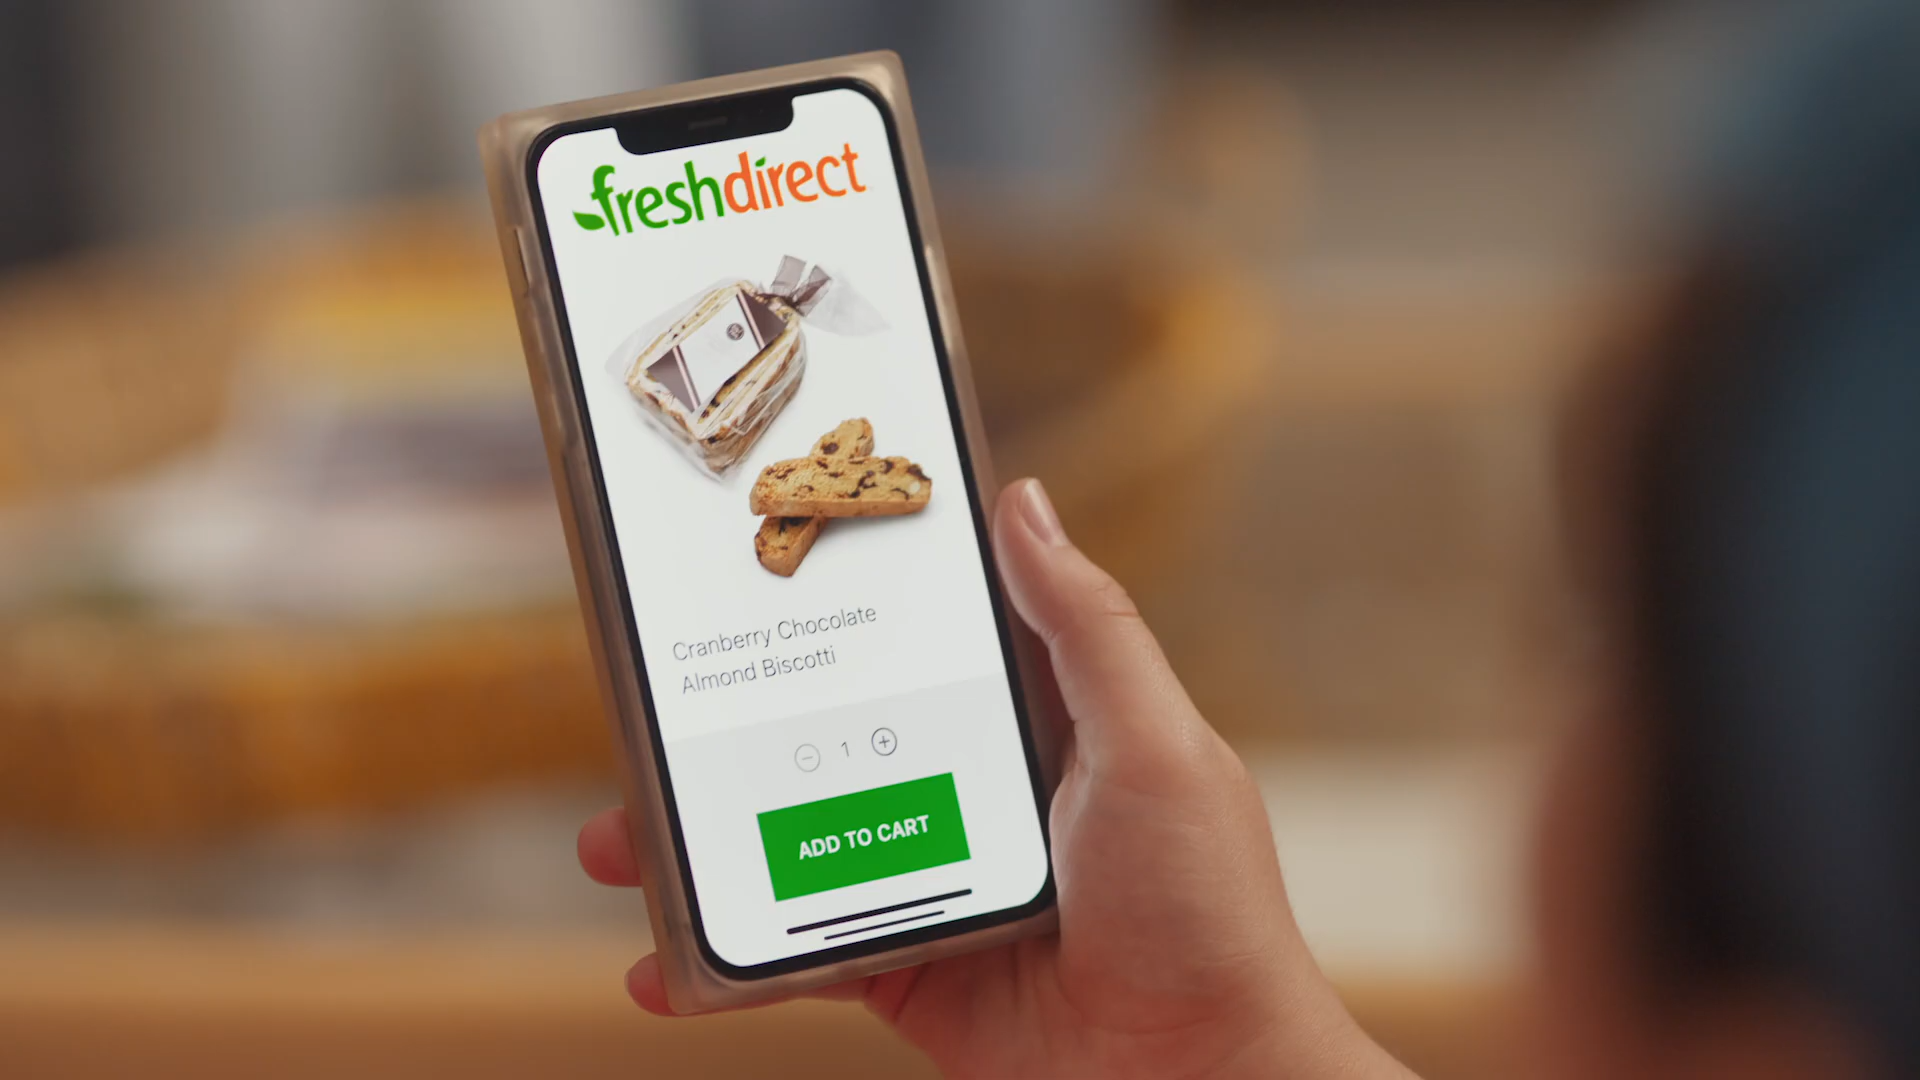 freshdirect
Cranberry Chocolate
Almond Biscotti
1
ADD TO CART